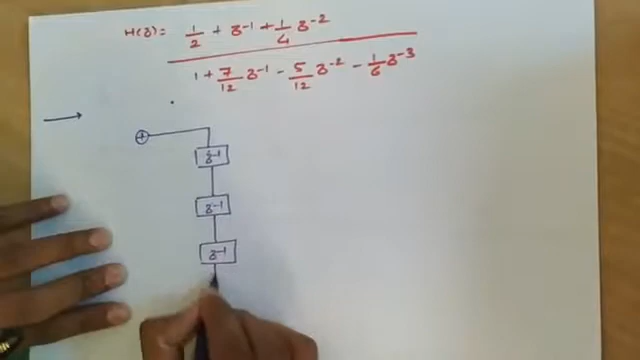 H(z) = 1/2 + z⁻¹ + 1/4 z⁻²
1 + 7/12 z⁻¹ - 5/12 z⁻² - 1/6 z⁻³
+
z⁻¹
z⁻¹
z⁻¹